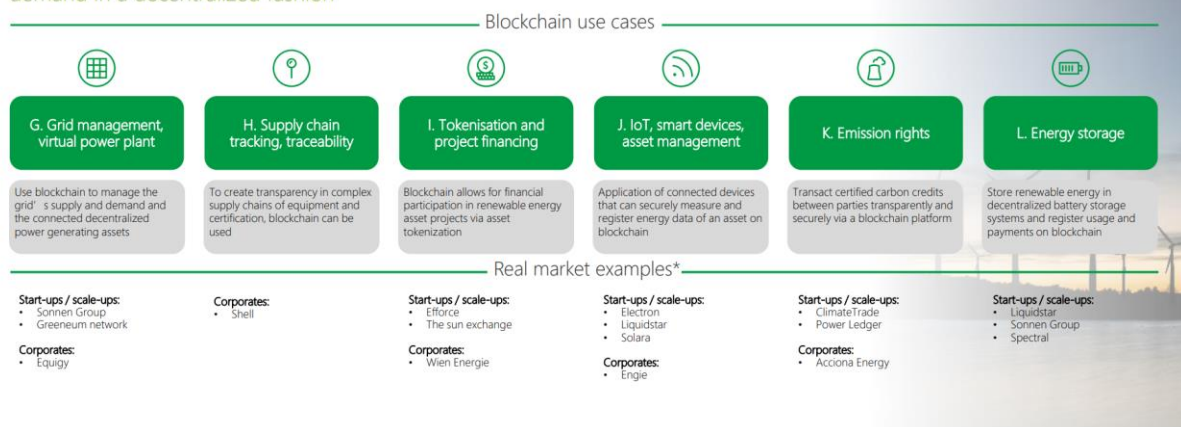 demand in a decentralized fashion
Blockchain use cases
G. Grid management,
virtual power plant
Use blockchain to manage the
grid' s supply and demand and
the connected decentralized
power generating assets
H. Supply chain
tracking, traceability
To create transparency in complex
supply chains of equipment and
certification, blockchain can be
used
I. Tokenisation and
project financing
Blockchain allows for financial
participation in renewable energy
asset projects via asset
tokenization
J. IoT, smart devices,
asset management
Application of connected devices
that can securely measure and
register energy data of an asset on
blockchain
K. Emission rights
Transact certified carbon credits
between parties transparently and
securely via a blockchain platform
L. Energy storage
Store renewable energy in
decentralized battery storage
systems and register usage and
payments on blockchain
Real market examples*
Start-ups / scale-ups:
• Sonnen Group
• Greeneum network
Corporates:
• Equigy
Corporates:
• Shell
Start-ups / scale-ups:
• Efforce
• The sun exchange
Corporates:
• Wien Energie
Start-ups / scale-ups:
• Electron
• Liquidstar
• Solara
Corporates:
• Engie
Start-ups / scale-ups:
• ClimateTrade
• Power Ledger
Corporates:
• Acciona Energy
Start-ups / scale-ups:
• Liquidstar
• Sonnen Group
• Spectral